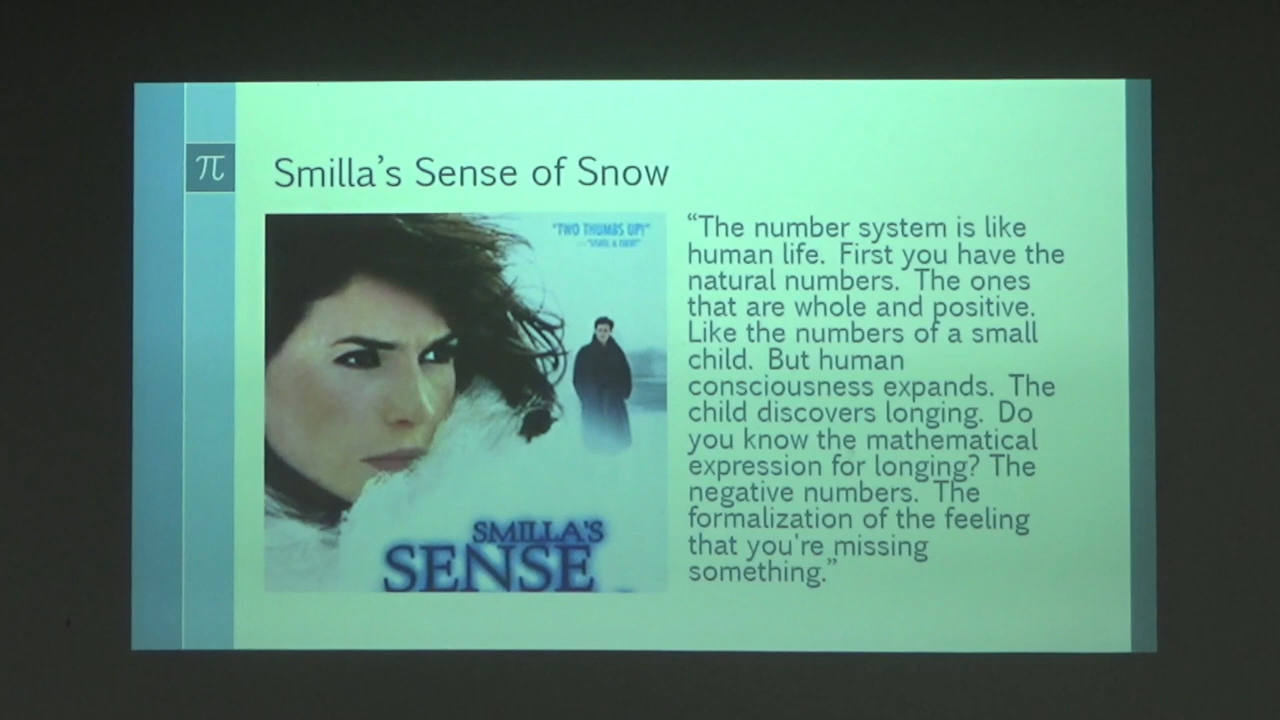 π
Smilla's Sense of Snow
"TWO THUMBS UP!"
SMILLA'S
SENSE
“The number system is like
human life. First you have the
natural numbers. The ones
that are whole and positive.
Like the numbers of a small
child. But human
consciousness expands. The
child discovers longing. Do
you know the mathematical
expression for longing? The
negative numbers. The
formalization of the feeling
that you're missing
something.”